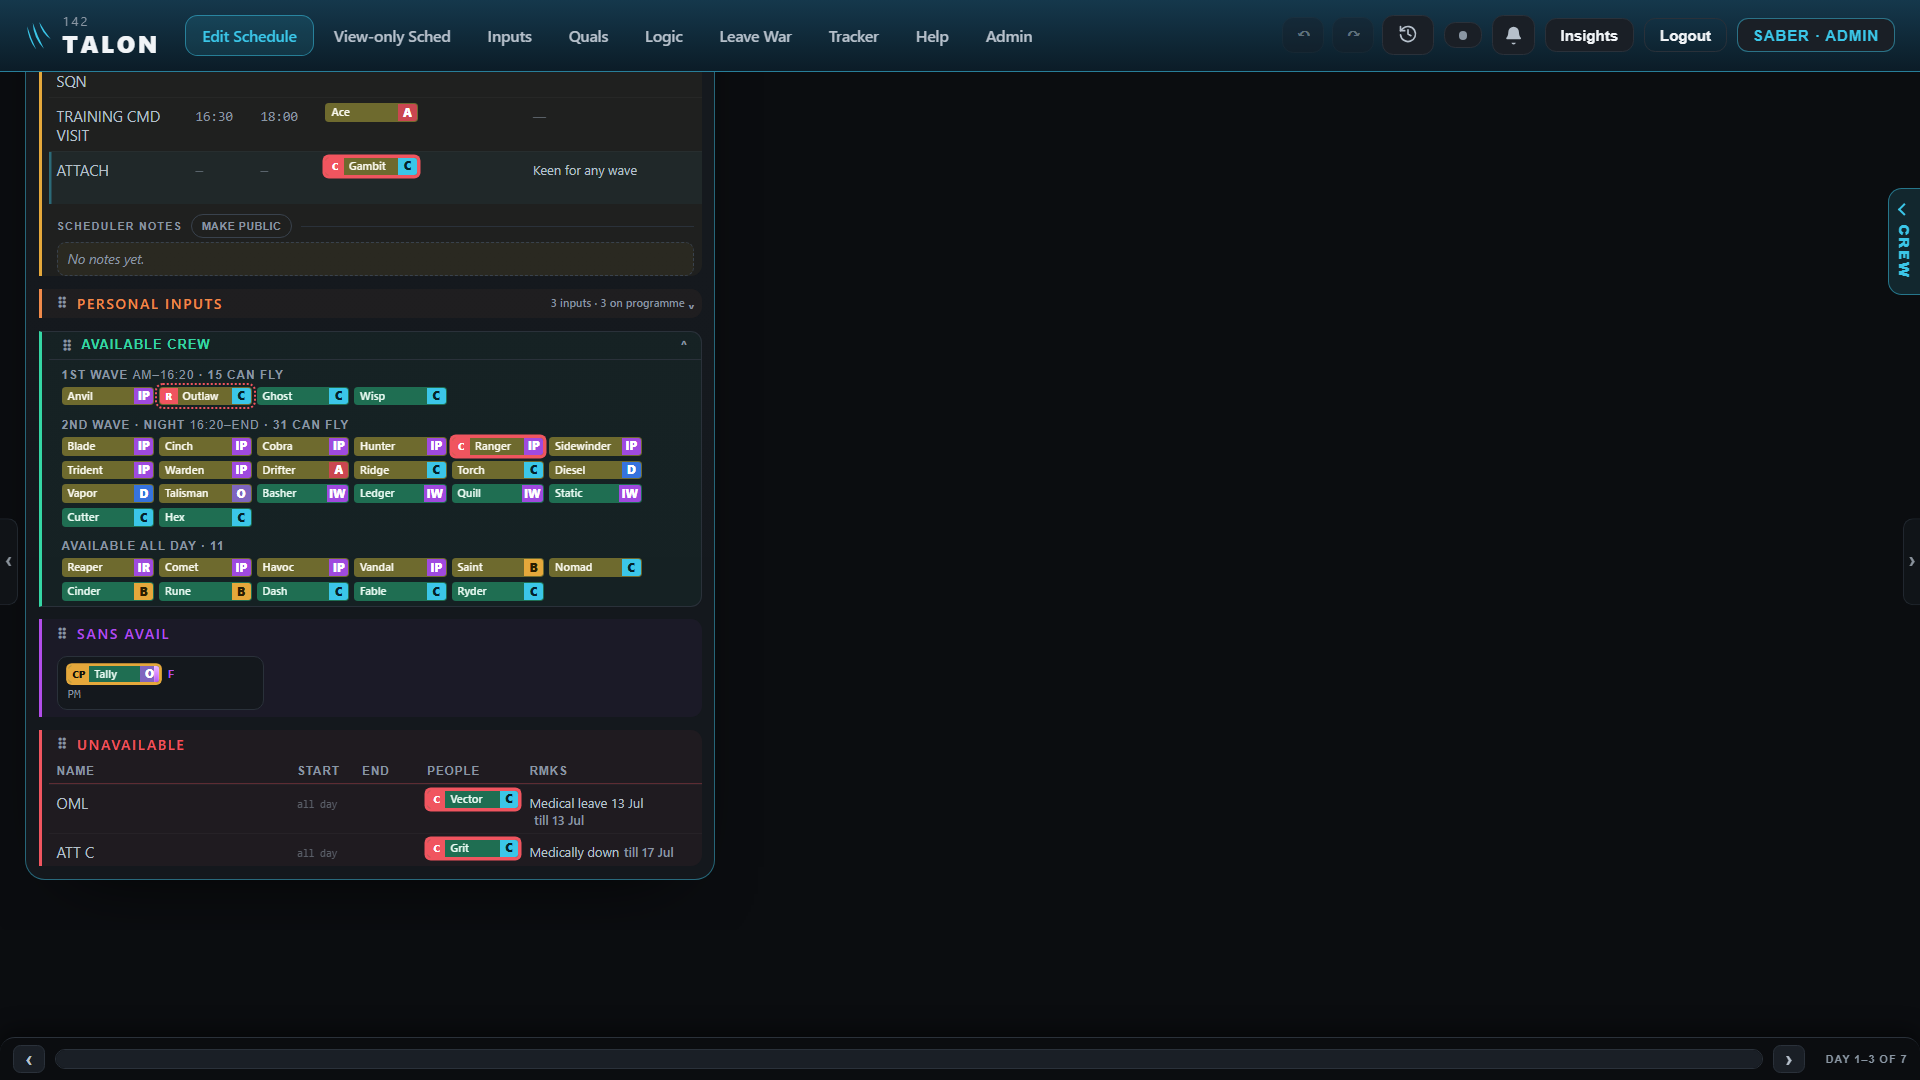 142
TALON
Edit Schedule
View-only Sched
Inputs
Quals
Logic
Leave War
Tracker
Help
Admin
Insights
Logout
SABER · ADMIN
SQN
TRAINING CMD VISIT 16:30 18:00 Ace A —
ATTACH — — C Gambit C Keen for any wave
SCHEDULER NOTES MAKE PUBLIC
No notes yet.
PERSONAL INPUTS 3 inputs · 3 on programme
AVAILABLE CREW
1ST WAVE AM–16:20 · 15 CAN FLY
Anvil IP R Outlaw C Ghost C Wisp C
2ND WAVE · NIGHT 16:20–END · 31 CAN FLY
Blade IP Cinch IP Cobra IP Hunter IP C Ranger IP Sidewinder IP
Trident IP Warden IP Drifter A Ridge C Torch C Diesel D
Vapor D Talisman O Basher IW Ledger IW Quill IW Static IW
Cutter C Hex C
AVAILABLE ALL DAY · 11
Reaper IR Comet IP Havoc IP Vandal IP Saint B Nomad C
Cinder B Rune B Dash C Fable C Ryder C
SANS AVAIL
CP Tally O F
PM
UNAVAILABLE
NAME START END PEOPLE RMKS
OML all day C Vector C Medical leave 13 Jul
till 13 Jul
ATT C all day C Grit C Medically down till 17 Jul
CREW
DAY 1–3 OF 7